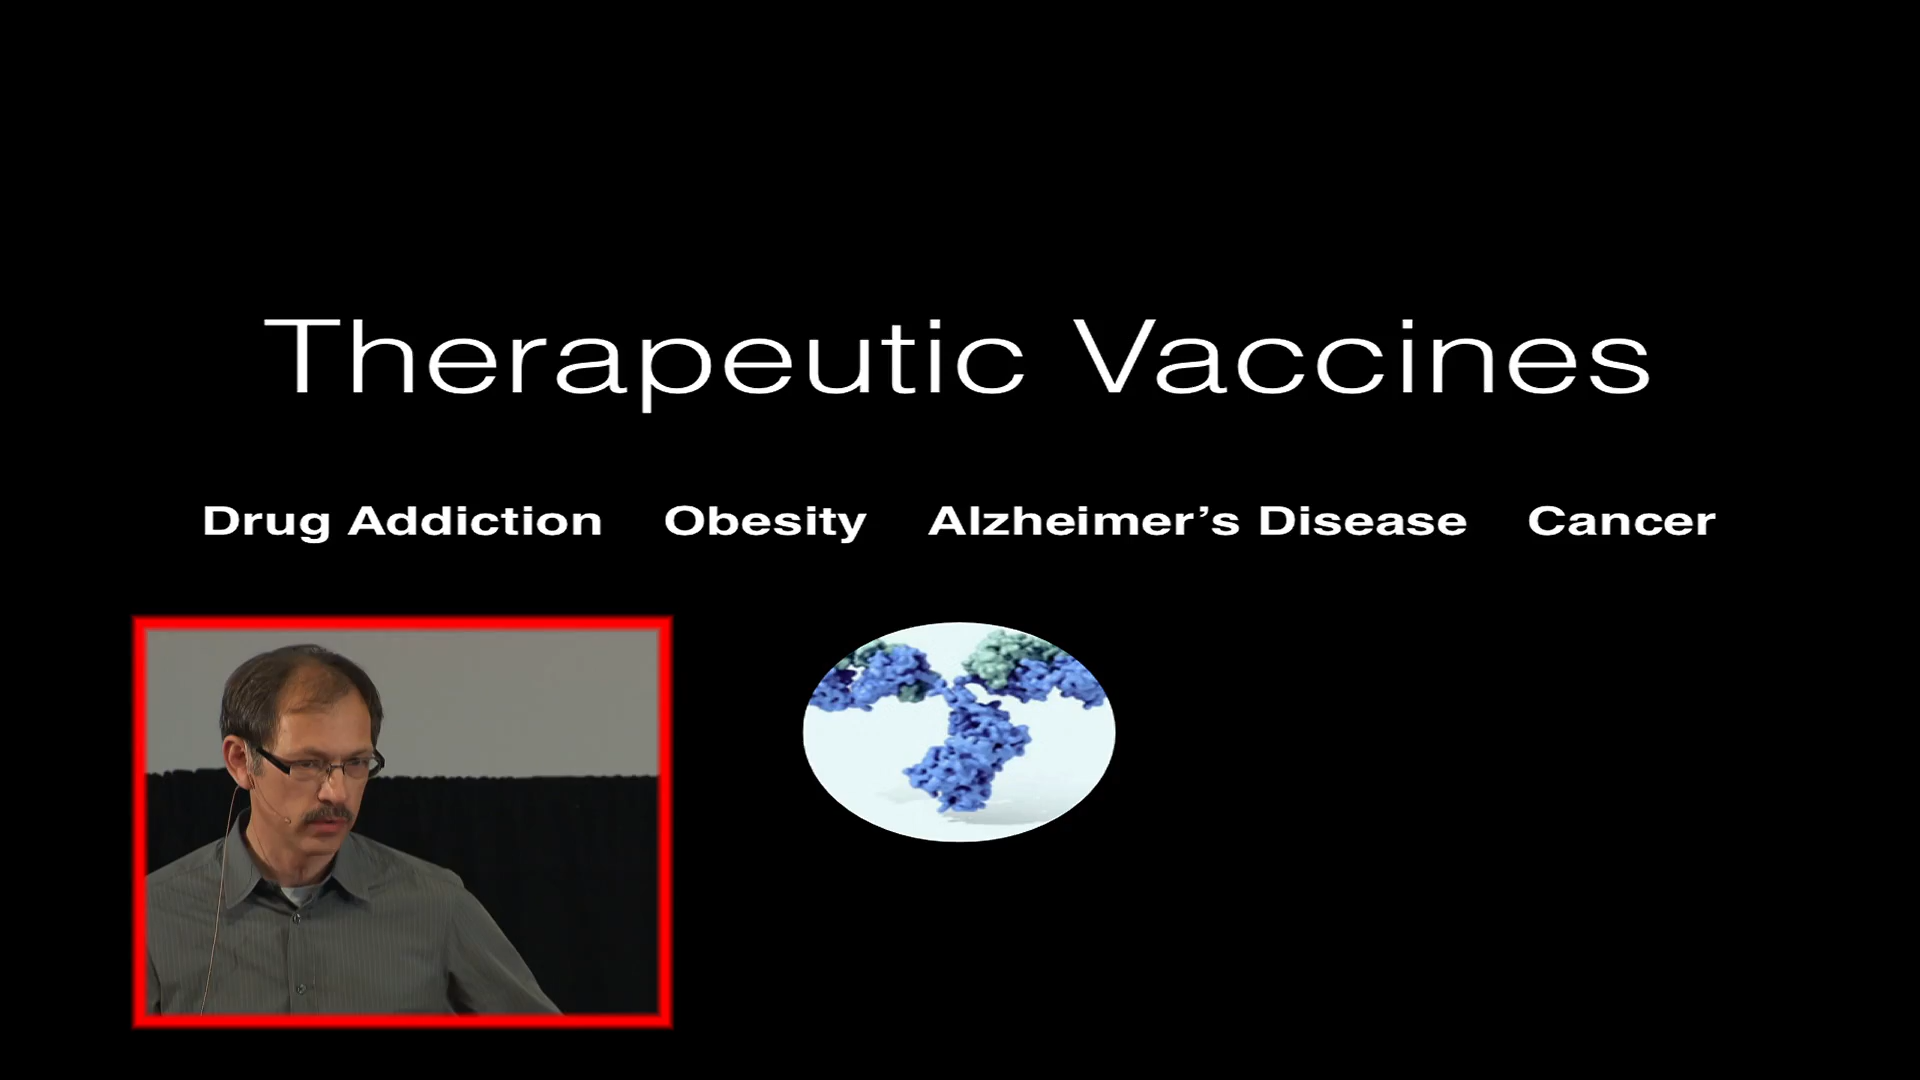 Therapeutic Vaccines
Drug Addiction Obesity Alzheimer’s Disease Cancer